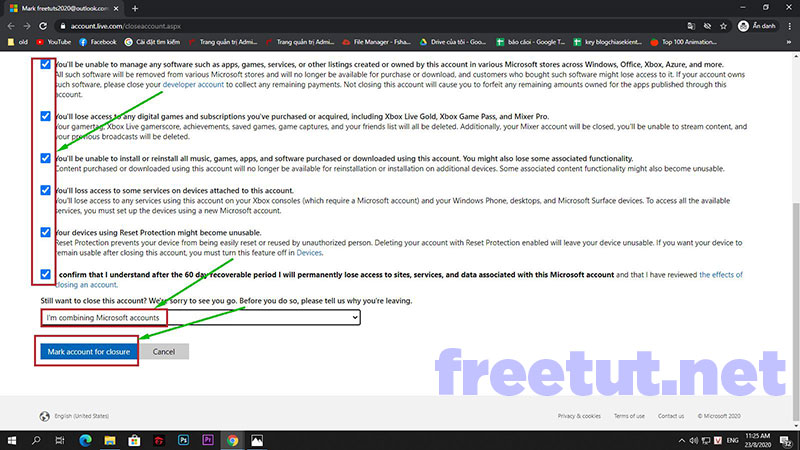 Mark freetuts2020@outlook.com
account.live.com/closeaccount.aspx
Ẩn danh
old
YouTube
Facebook
Cài đặt tìm kiếm
Trang quản trị Admi...
Trang quản trị Admi...
File Manager - Fsha...
Drive của tôi - Goo...
báo cáoi - Google T...
key blogchiasekient...
Top 100 Animation...
You'll be unable to manage any software such as apps, games, services, or other listings created or owned by this account in various Microsoft stores across Windows, Office, Xbox, Azure, and more.
All such software will be removed from various Microsoft stores and will no longer be available for purchase or download, and customers who bought such software might lose access to it. If your account owns
such software, please close your developer account to collect any remaining payments. Not closing this account will cause you to forfeit any remaining amounts owned for the apps published through this
account.
You'll lose access to any digital games and subscriptions you've purchased or acquired, including Xbox Live Gold, Xbox Game Pass, and Mixer Pro.
Your gamertag, Xbox Live gamerscore, achievements, saved games, game captures, and your friends list will all be deleted. Additionally, your Mixer account will be closed, you'll be unable to stream content, and
your previous broadcasts will be deleted.
You'll be unable to install or reinstall all music, games, apps, and software purchased or downloaded using this account. You might also lose some associated functionality.
Content purchased or downloaded using this account will no longer be available for reinstallation or installation on additional devices. Some associated content functionality might also become unusable.
You'll loss access to some services on devices attached to this account.
You'll lose access to any services using this account on your Xbox consoles (which require a Microsoft account) and your Windows Phone, desktops, and Microsoft Surface devices. To access all the available
services, you must set up the devices using a new Microsoft account.
Your devices using Reset Protection might become unusable.
Reset Protection prevents your device from being easily reset or reused by unauthorized person. Deleting your account with Reset Protection enabled will leave your device unusable. If you want your device to
remain usable after closing this account, you must turn this feature off in Devices.
I confirm that I understand after the 60 day recoverable period I will permanently lose access to sites, services, and data associated with this Microsoft account and that I have reviewed the effects of
closing an account.
Still want to close this account? We're sorry to see you go. Before you do so, please tell us why you're leaving.
I'm combining Microsoft accounts
Mark account for closure
Cancel
freetut.net
English (United States)
Privacy & cookies
Terms of use
Contact us
© Microsoft 2020
Ps
Pr
V
ENG
11:25 AM
23/8/2020